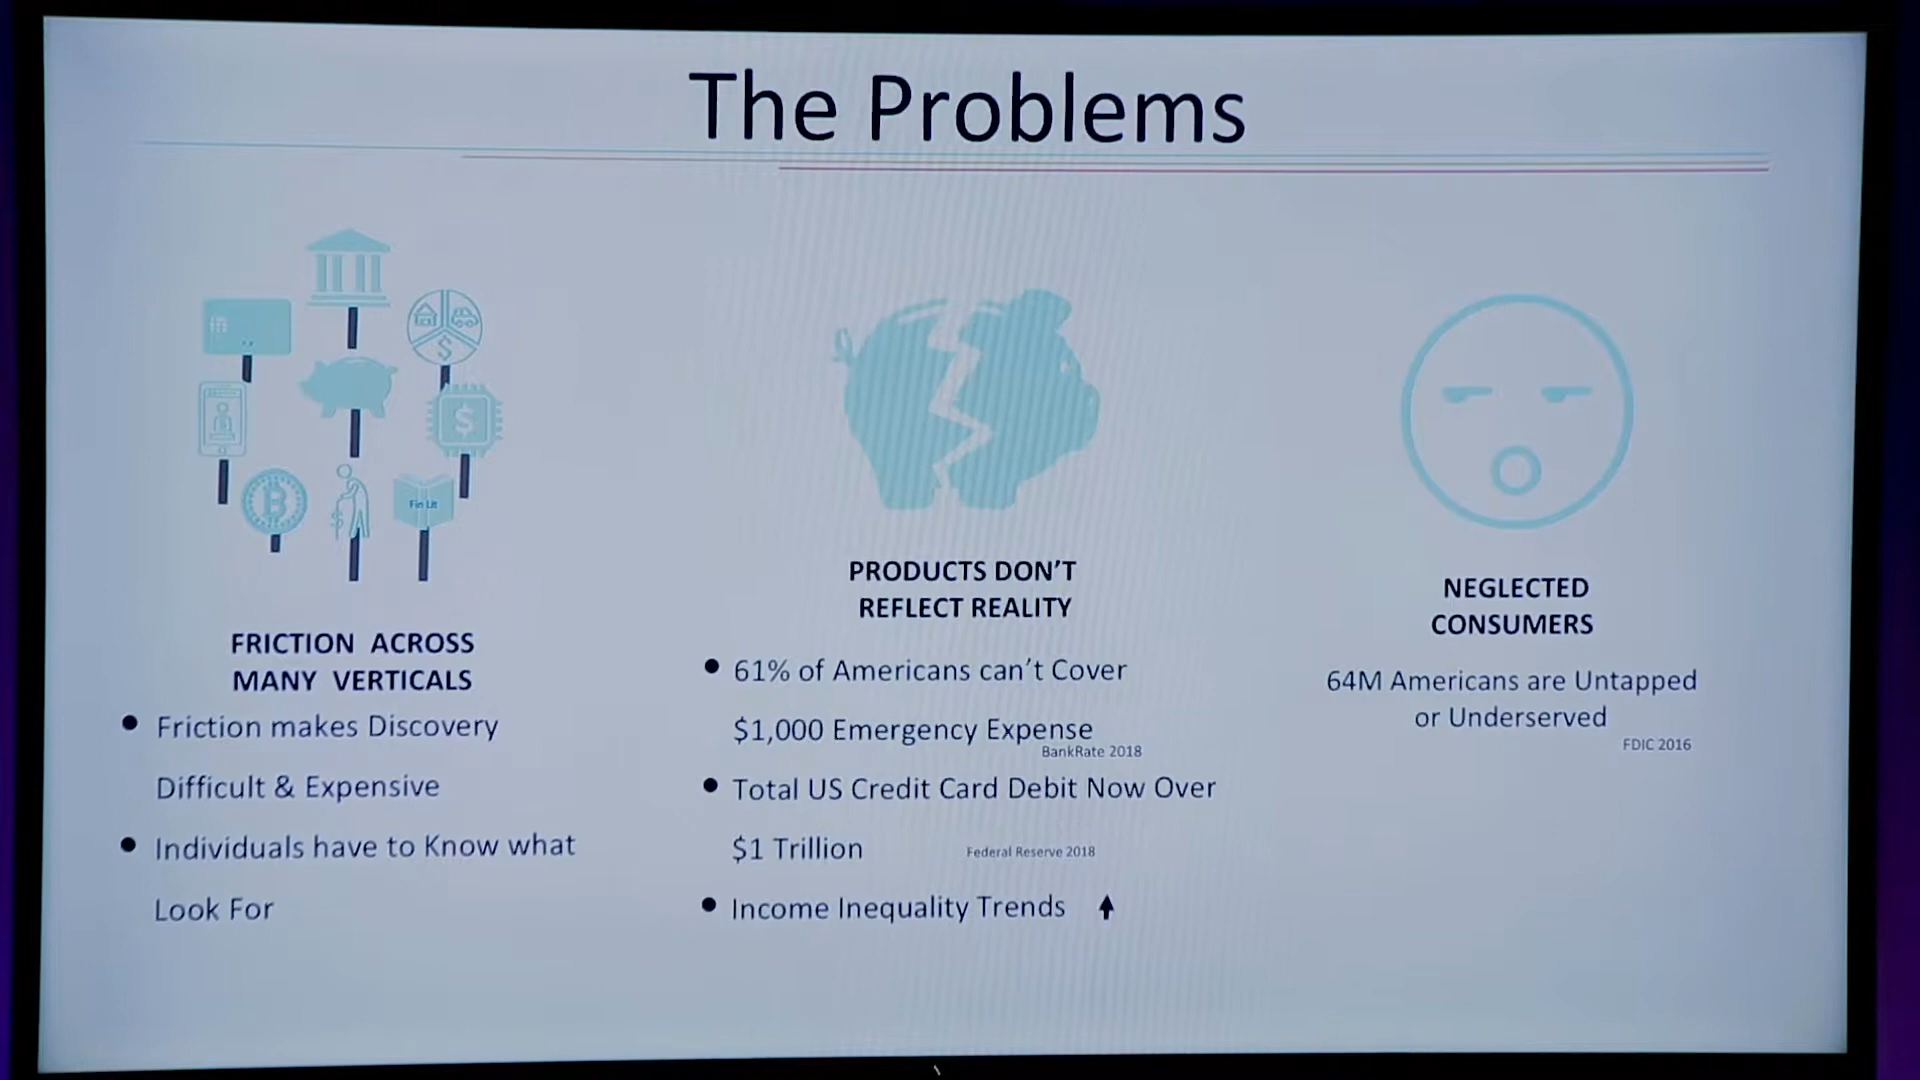 The Problems
Fin Lit
FRICTION ACROSS
MANY VERTICALS
• Friction makes Discovery
Difficult & Expensive
• Individuals have to Know what
Look For
PRODUCTS DON'T
REFLECT REALITY
• 61% of Americans can't Cover
$1,000 Emergency Expense
BankRate 2018
• Total US Credit Card Debit Now Over
$1 Trillion
Federal Reserve 2018
• Income Inequality Trends
NEGLECTED
CONSUMERS
64M Americans are Untapped
or Underserved
FDIC 2016